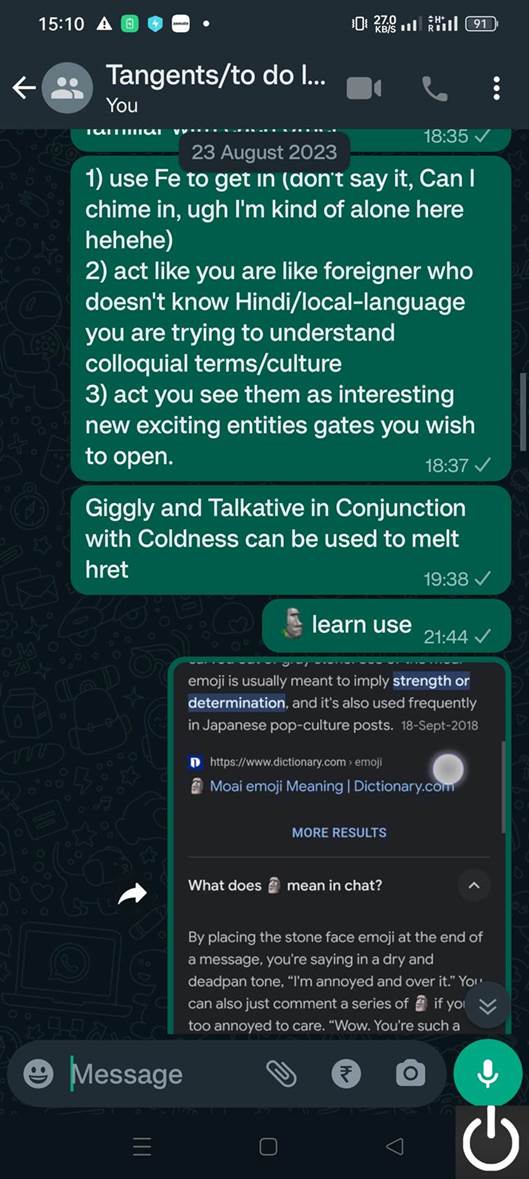 15:10
27.0
KB/S
H+
R
91
Tangents/to do l...
You
18:35
23 August 2023
1) use Fe to get in (don't say it, Can I
chime in, ugh I'm kind of alone here
hehehe)
2) act like you are like foreigner who
doesn't know Hindi/local-language
you are trying to understand
colloquial terms/culture
3) act you see them as interesting
new exciting entities gates you wish
to open.
18:37
Giggly and Talkative in Conjunction
with Coldness can be used to melt
hret
19:38
🗿 learn use
21:44
emoji is usually meant to imply strength or
determination, and it's also used frequently
in Japanese pop-culture posts. 18-Sept-2018
https://www.dictionary.com › emoji
🗿 Moai emoji Meaning | Dictionary.com
MORE RESULTS
What does 🗿 mean in chat?
By placing the stone face emoji at the end of
a message, you're saying in a dry and
deadpan tone, “I'm annoyed and over it.” You
can also just comment a series of 🗿 if
too annoyed to care. “Wow. You're such a
Message
₹